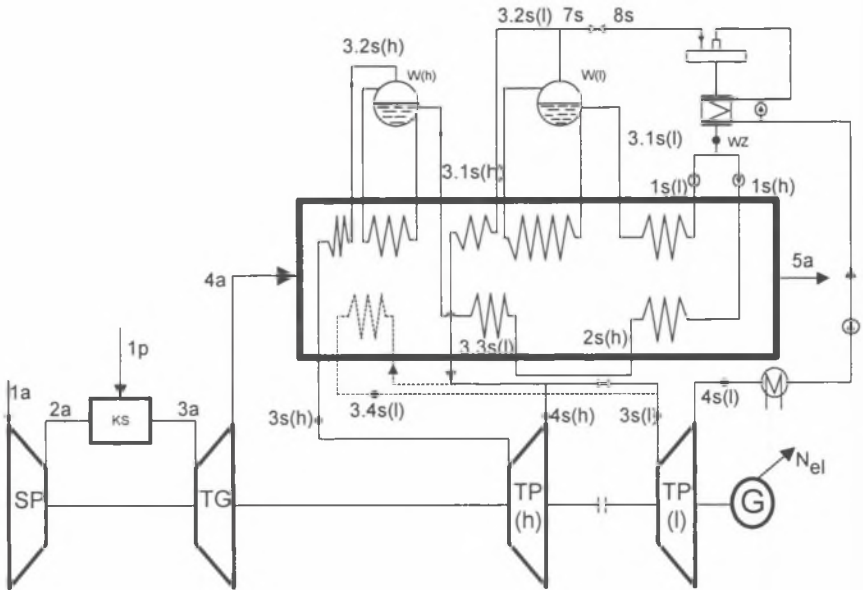 3.2s(l)
7s
8s
3.2s(h)
W(h)
W(l)
3.1s(l)
WZ
3.1s(h)
1s(l)
1s(h)
4a
5a
2s(h)
3.3s(l)
1p
1a
2a
KS
3a
3.4s(l)
3s(h)
4s(h)
3s(l)
4s(l)
M
Nel
SP
TG
TP
(h)
TP
(l)
G